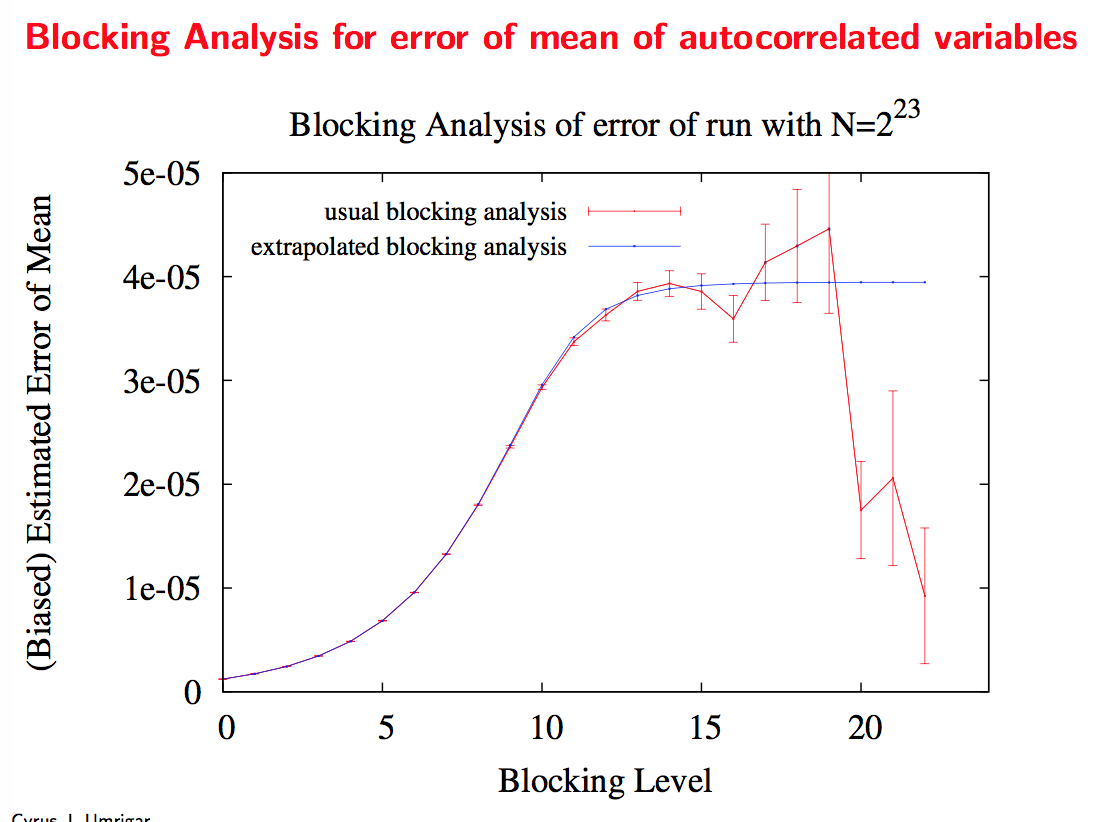 Blocking Analysis for error of mean of autocorrelated variables
Blocking Analysis of error of run with N=2^23
5e-05
usual blocking analysis
extrapolated blocking analysis
4e-05
3e-05
2e-05
1e-05
0
(Biased) Estimated Error of Mean
0 5 10 15 20
Blocking Level
Cyrus J. Umrigar